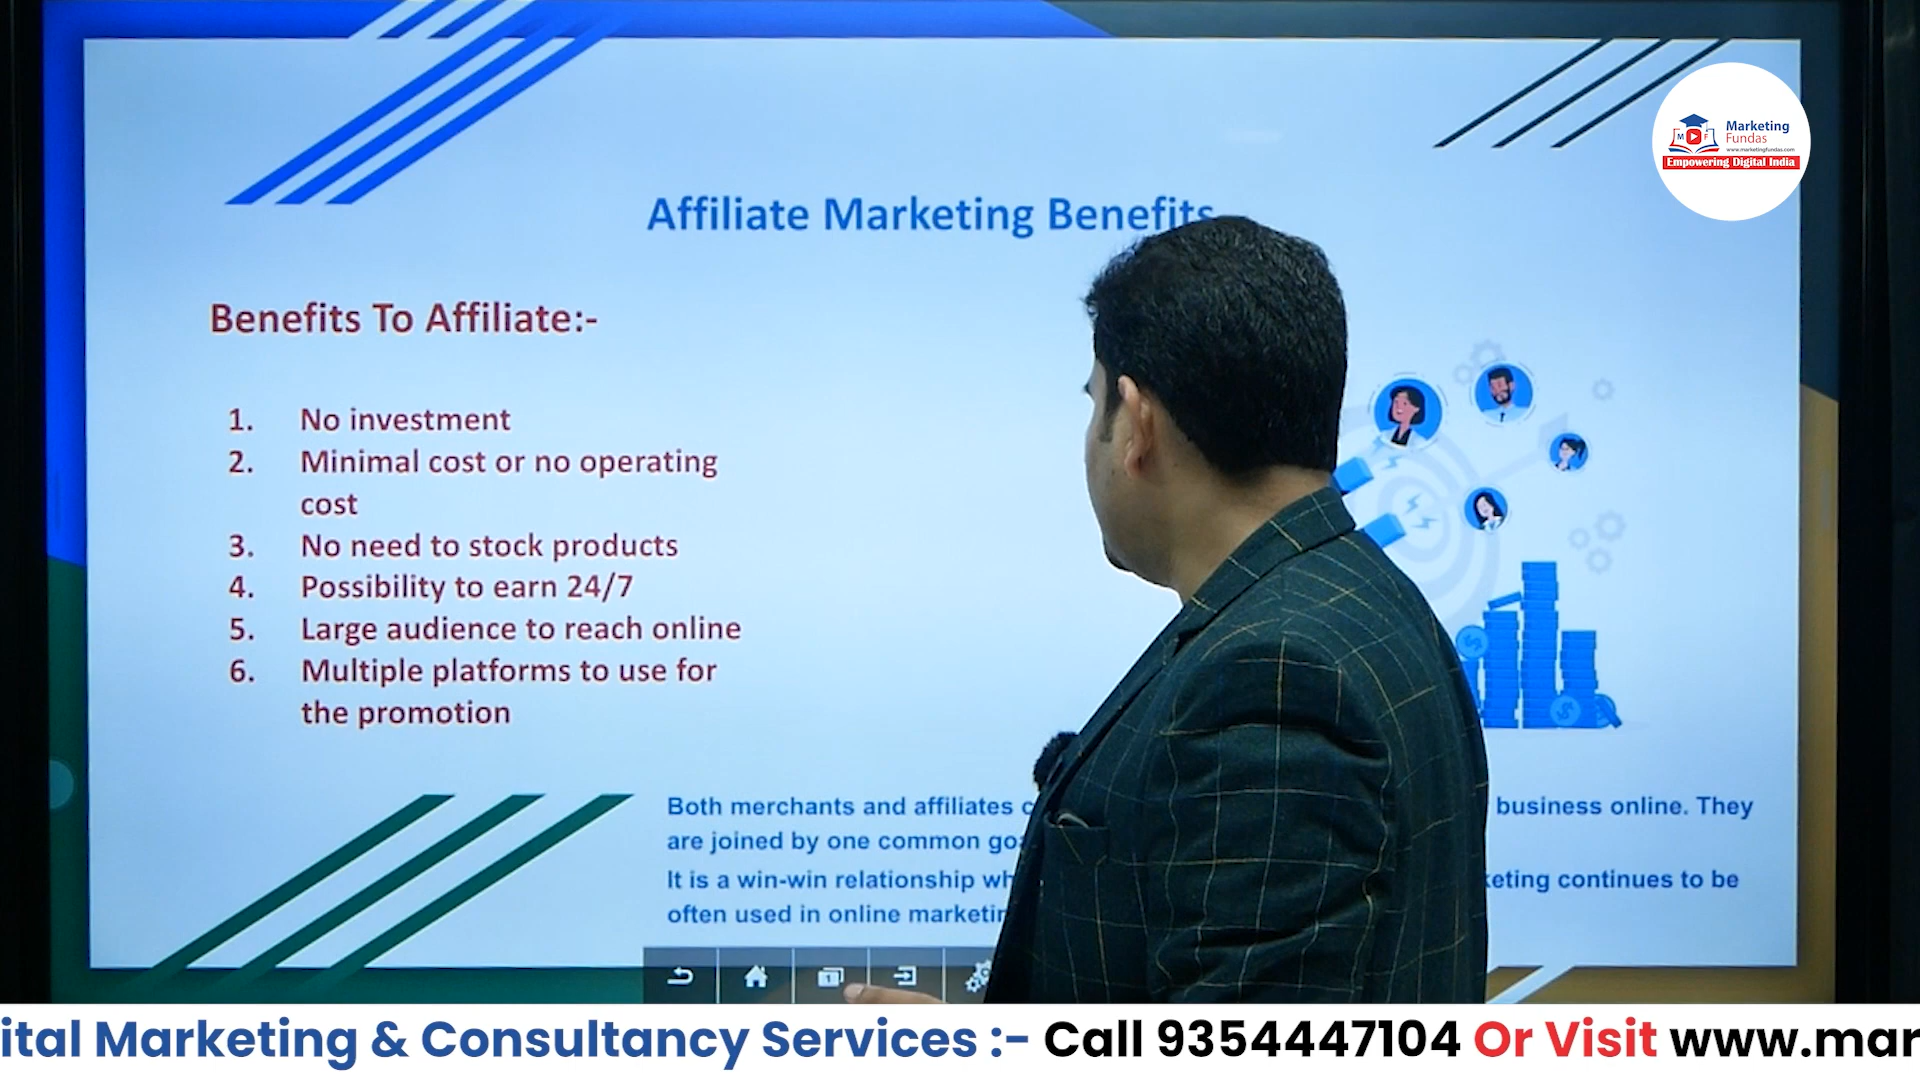 Marketing
Fundas
www.marketingfundas.com
M F
Empowering Digital India
Affiliate Marketing Benefits
Benefits To Affiliate:-
1. No investment
2. Minimal cost or no operating
cost
3. No need to stock products
4. Possibility to earn 24/7
5. Large audience to reach online
6. Multiple platforms to use for
the promotion
Both merchants and affiliates business online. They
are joined by one common
It is a win-win relationship continues to be
often used in online
ital Marketing & Consultancy Services :- Call 9354447104 Or Visit www.mar